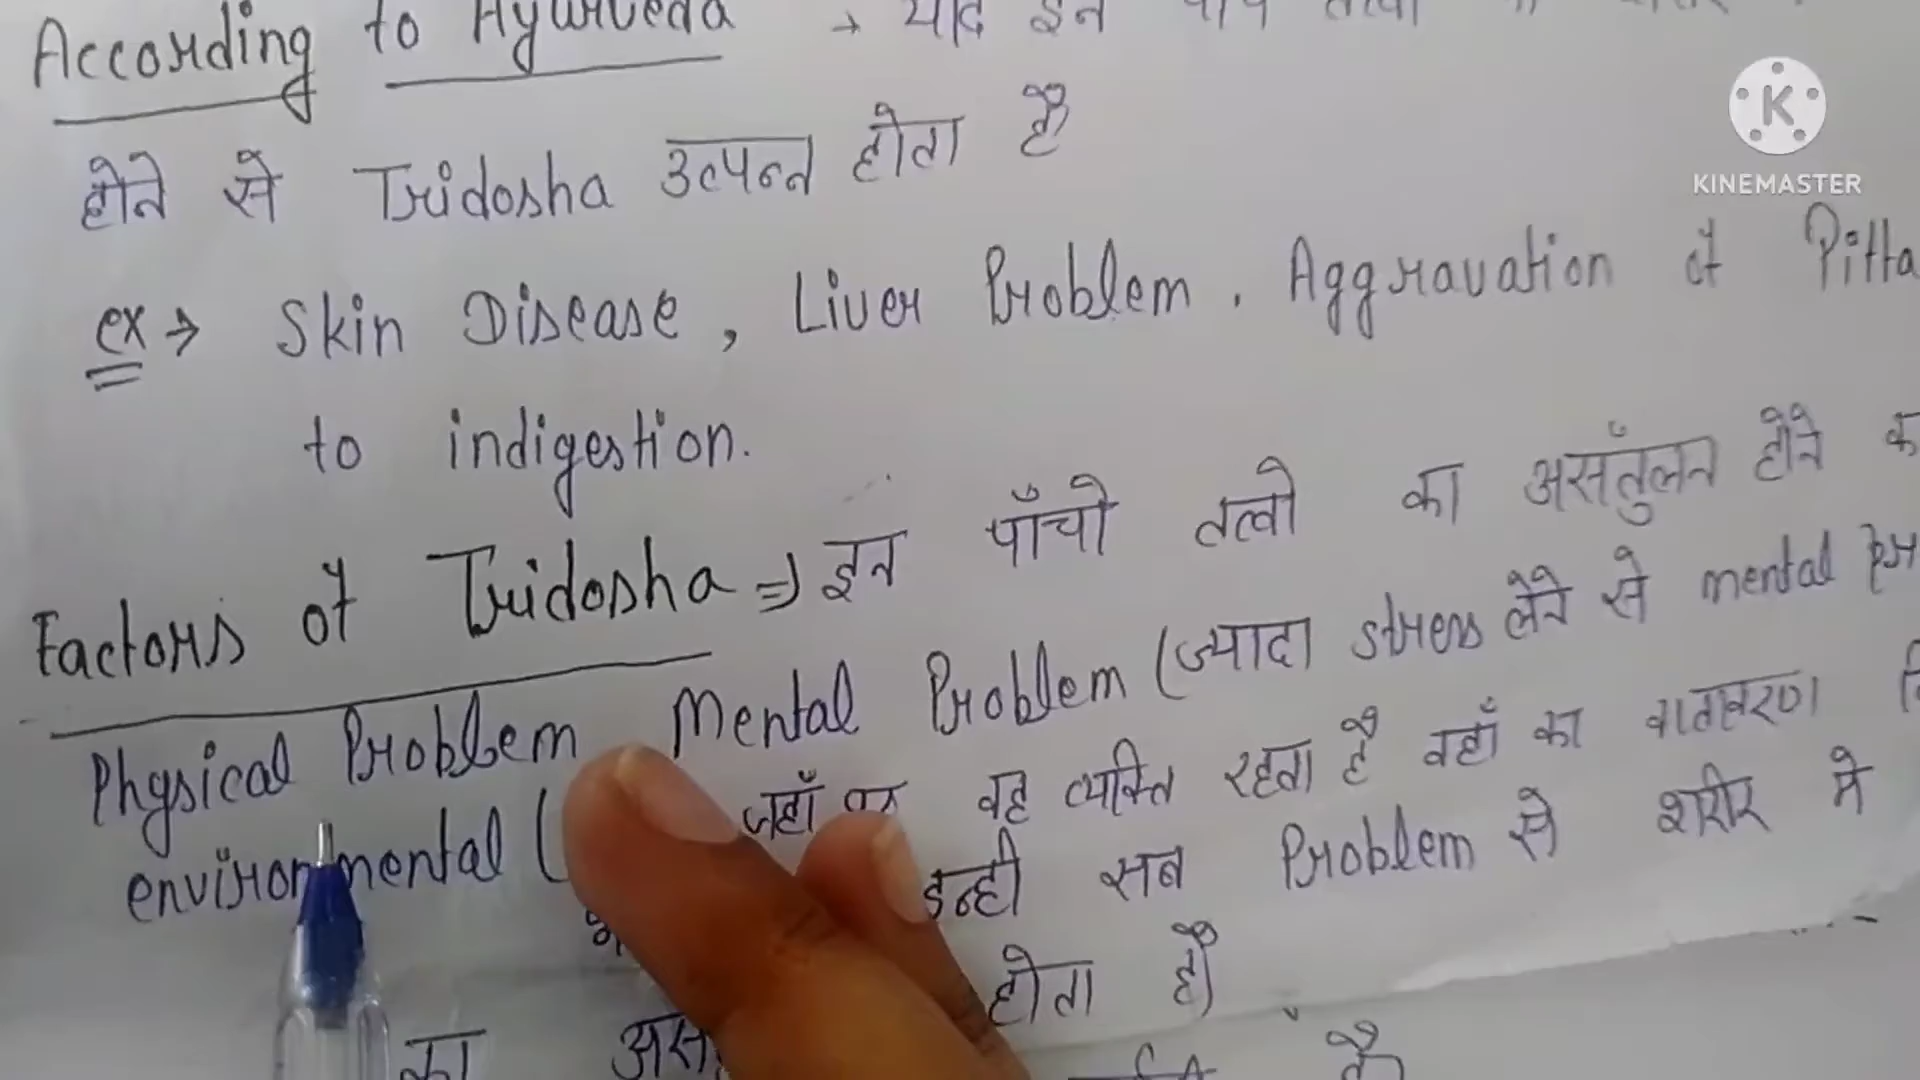 According to Ayurveda → यदि इन
होने से Tridosha उत्पन्न होता है
ex → Skin Disease, Liver Problem. Aggravation of Pitta
to indigestion.
Factors of Tridosha ⇒ इन पाँचो तत्वो का असतुँलन होने
Physical Problem Mental Problem (ज्यादा stress लेने से mental
environmental ( जहाँ वह व्यक्ति रहता है वहाँ का वातावरण
इन्ही सब Problem से शरीर मे
होता है
का है
K
KINEMASTER